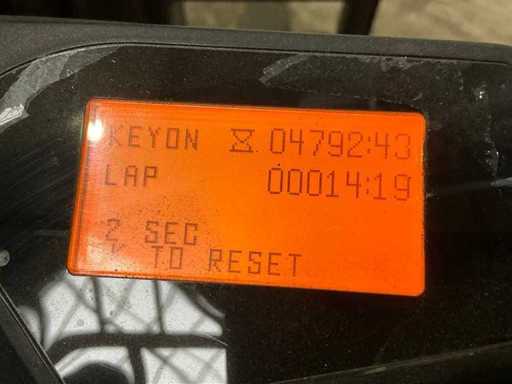 KEYON 04792:43
LAP 00014:19
2 SEC
TO RESET